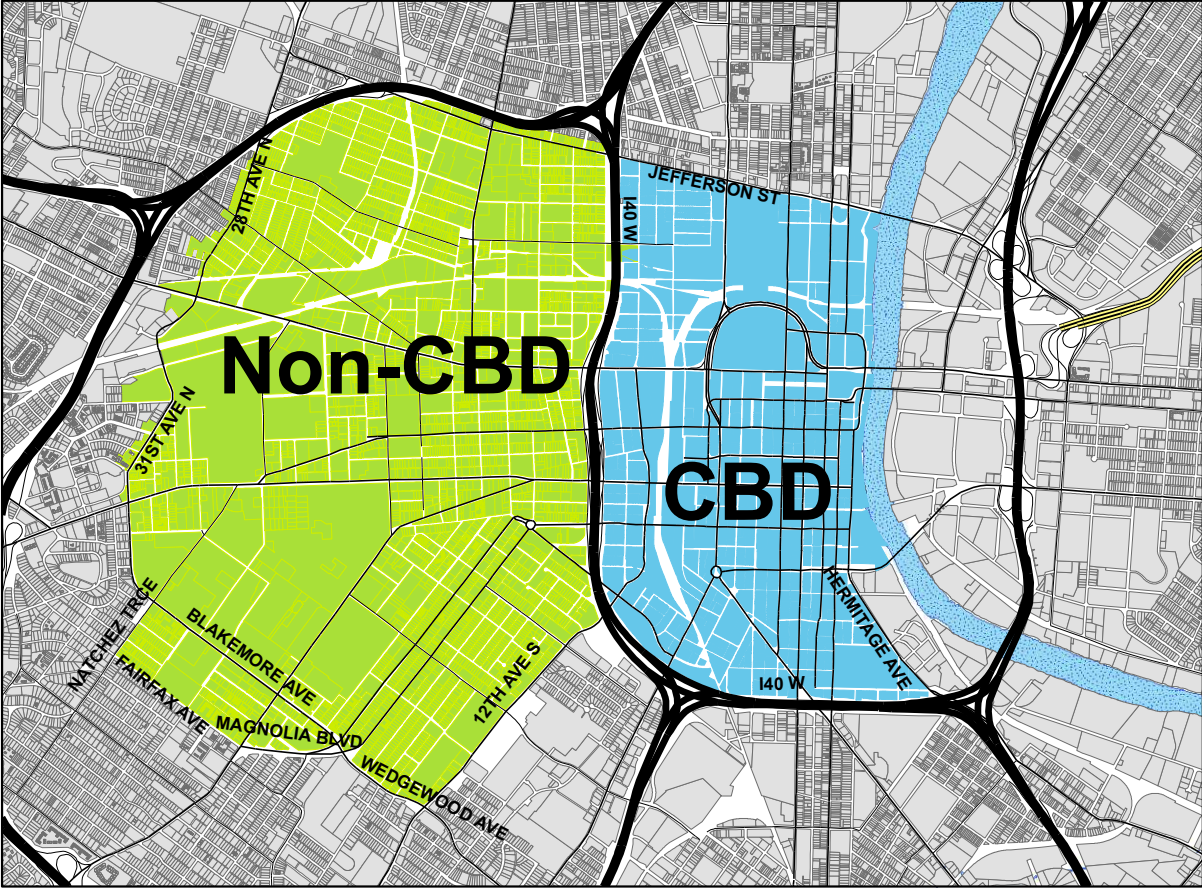 JEFFERSON ST
28TH AVE N
I40 W
Non-CBD
31ST AVE N
CBD
HERMITAGE AVE
NATCHEZ TRCE
BLAKEMORE AVE
FAIRFAX AVE
12TH AVE S
I40 W
MAGNOLIA BLVD
WEDGEWOOD AVE